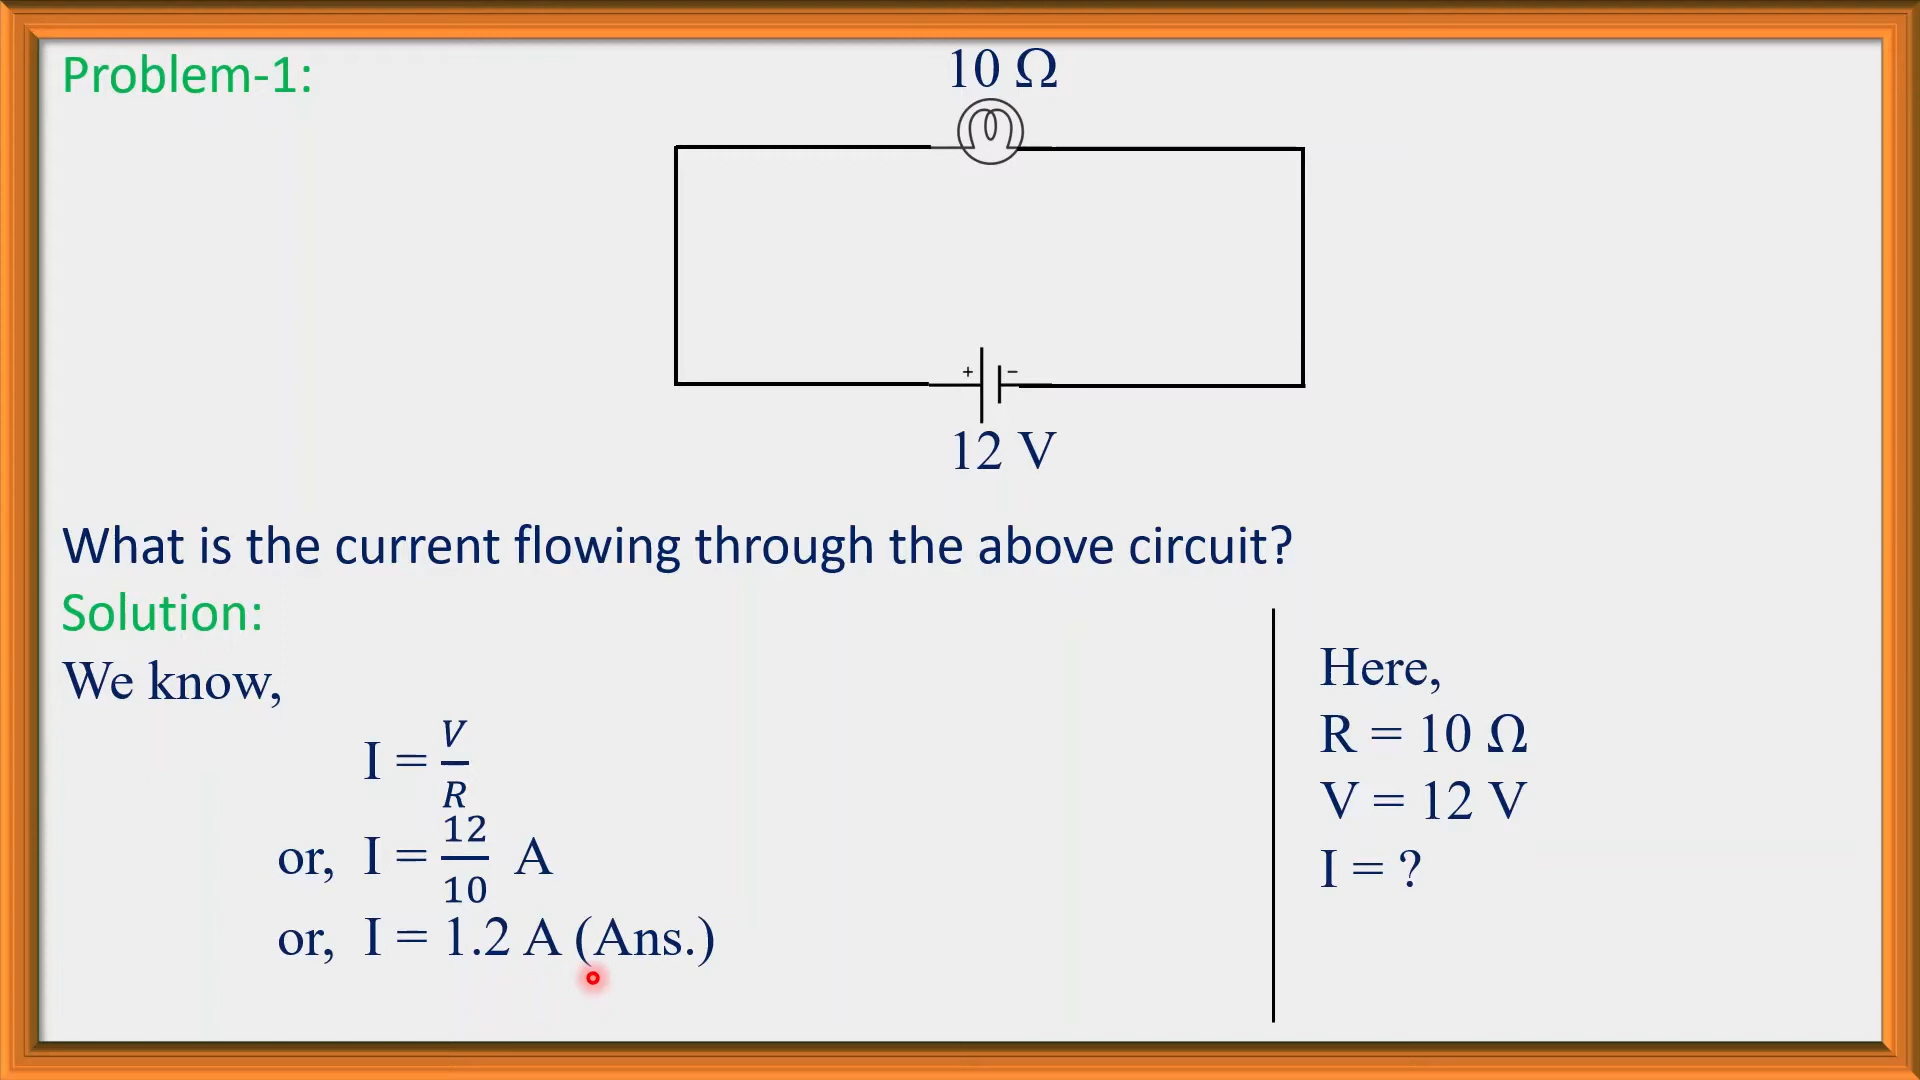 Problem-1:
10 Ω
+ −
12 V
What is the current flowing through the above circuit?
Solution:
We know,
I = V/R
or, I = 12/10 A
or, I = 1.2 A (Ans.)
Here,
R = 10 Ω
V = 12 V
I = ?